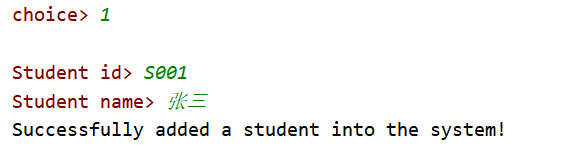 choice> 1
Student id> S001
Student name> 张三
Successfully added a student into the system!